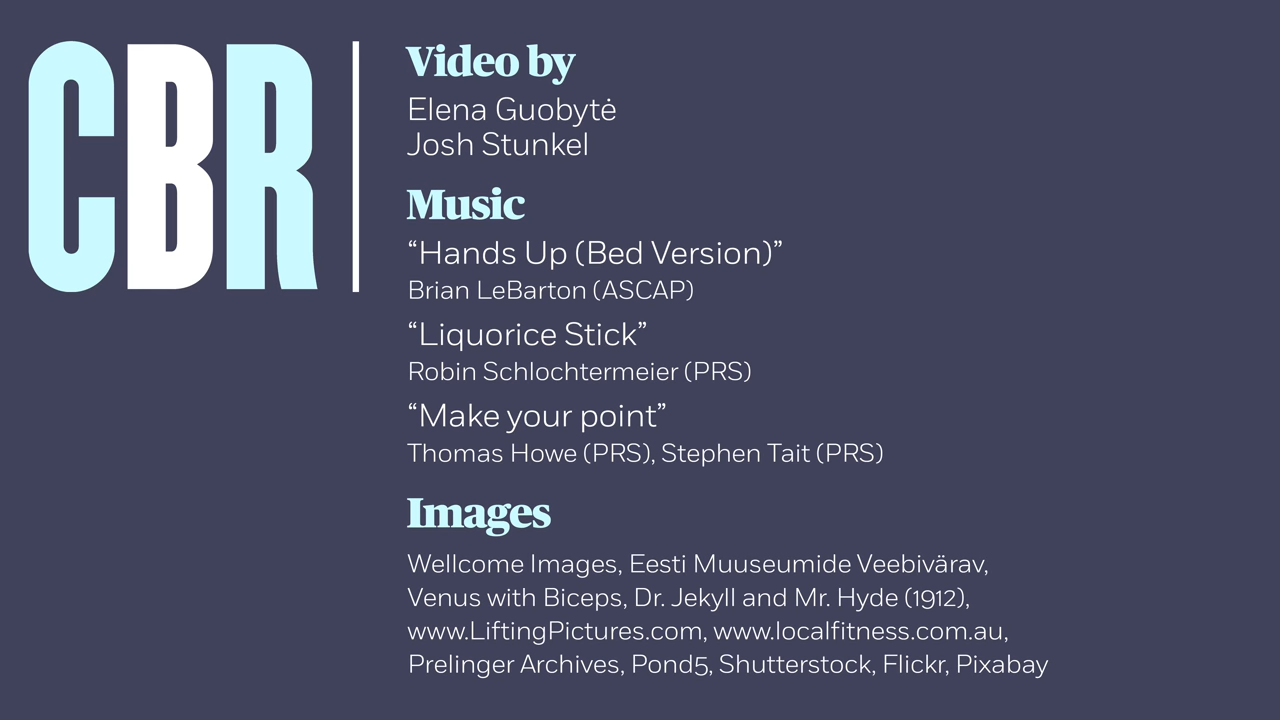 CBR
Video by
Elena Guobytė
Josh Stunkel
Music
“Hands Up (Bed Version)”
Brian LeBarton (ASCAP)
“Liquorice Stick”
Robin Schlochtermeier (PRS)
“Make your point”
Thomas Howe (PRS), Stephen Tait (PRS)
Images
Wellcome Images, Eesti Muuseumide Veebivärav,
Venus with Biceps, Dr. Jekyll and Mr. Hyde (1912),
www.LiftingPictures.com, www.localfitness.com.au,
Prelinger Archives, Pond5, Shutterstock, Flickr, Pixabay